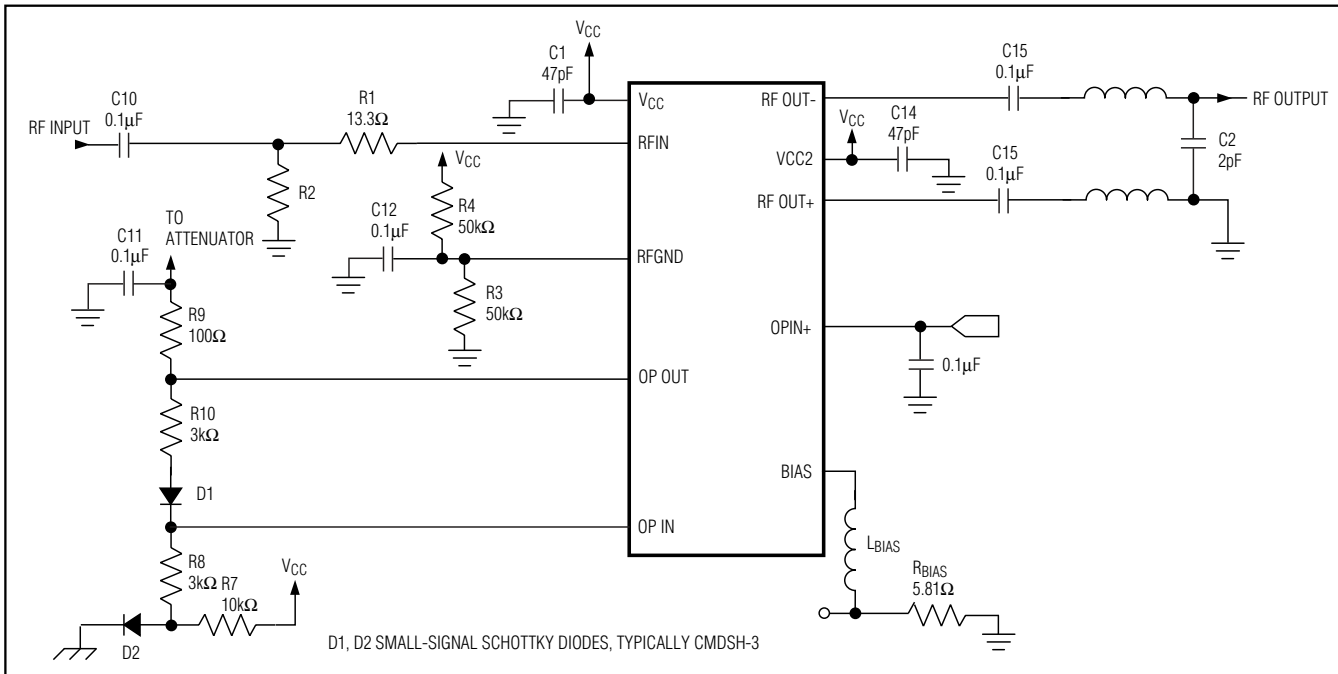 VCC
C1
47pF
C15
0.1µF
C10
0.1µF
R1
13.3Ω
VCC
RF OUT-
RF OUTPUT
RF INPUT
RFIN
VCC
C14
47pF
C2
2pF
VCC
VCC2
C15
0.1µF
R2
R4
50kΩ
RF OUT+
C12
0.1µF
TO
ATTENUATOR
C11
0.1µF
RFGND
R3
50kΩ
R9
100Ω
OPIN+
0.1µF
OP OUT
R10
3kΩ
BIAS
D1
OP IN
LBIAS
R8
3kΩ
R7
10kΩ
VCC
RBIAS
5.81Ω
D2
D1, D2 SMALL-SIGNAL SCHOTTKY DIODES, TYPICALLY CMDSH-3